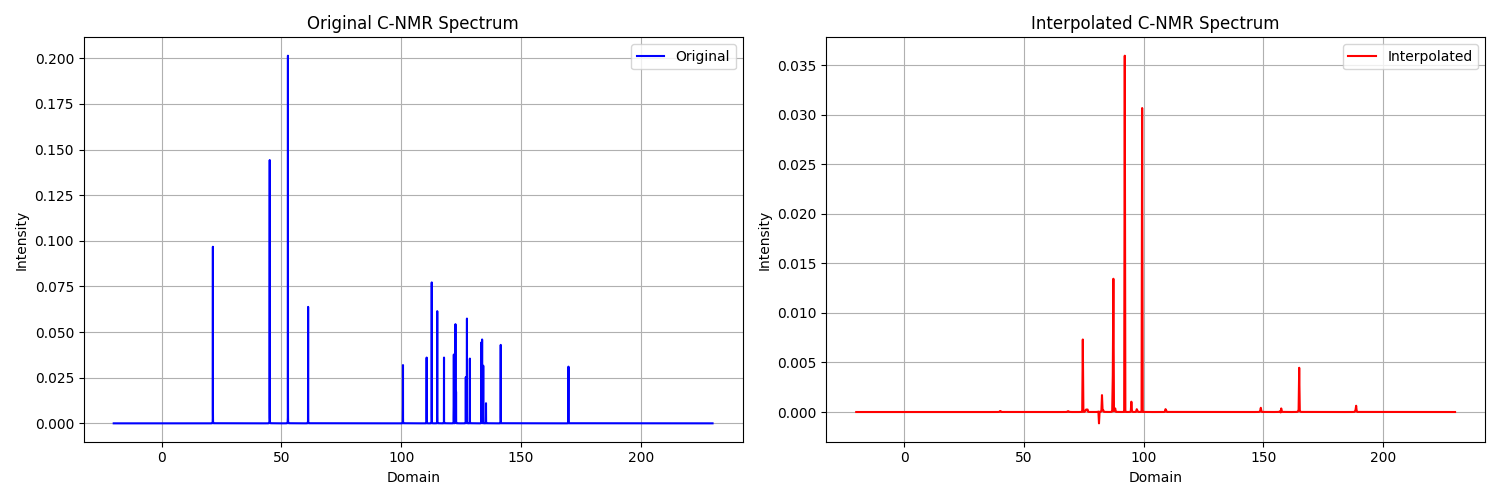 Original C-NMR Spectrum
Original
Intensity
0.200
0.175
0.150
0.125
0.100
0.075
0.050
0.025
0.000
0 50 100 150 200
Domain
Interpolated C-NMR Spectrum
Interpolated
Intensity
0.035
0.030
0.025
0.020
0.015
0.010
0.005
0.000
0 50 100 150 200
Domain